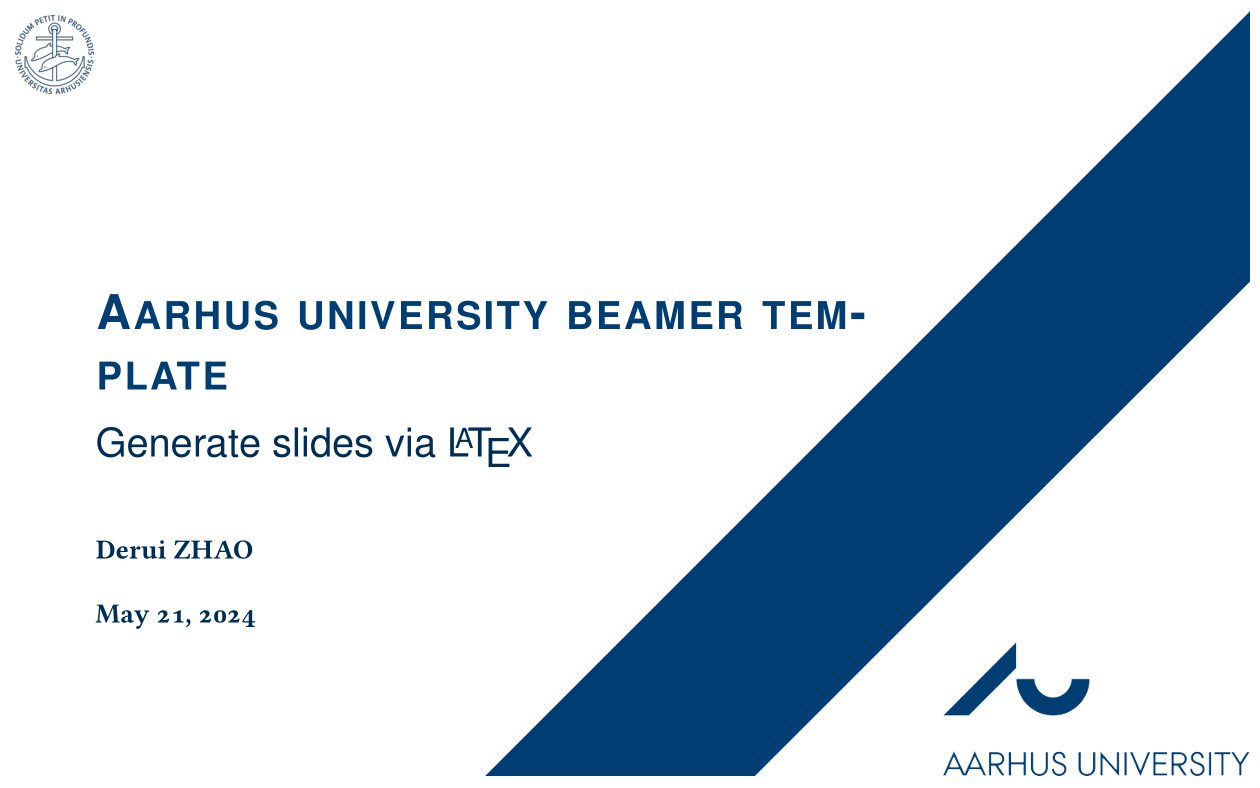 SOLIDUM PETIT IN PROFUNDIS
UNIVERSITAS ARHUSIENSIS
AARHUS UNIVERSITY BEAMER TEM-
PLATE
Generate slides via LATEX
Derui ZHAO
May 21, 2024
AARHUS UNIVERSITY